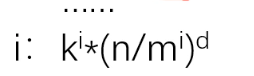 ......
i: kⁱ*(n/mⁱ)ᵈ